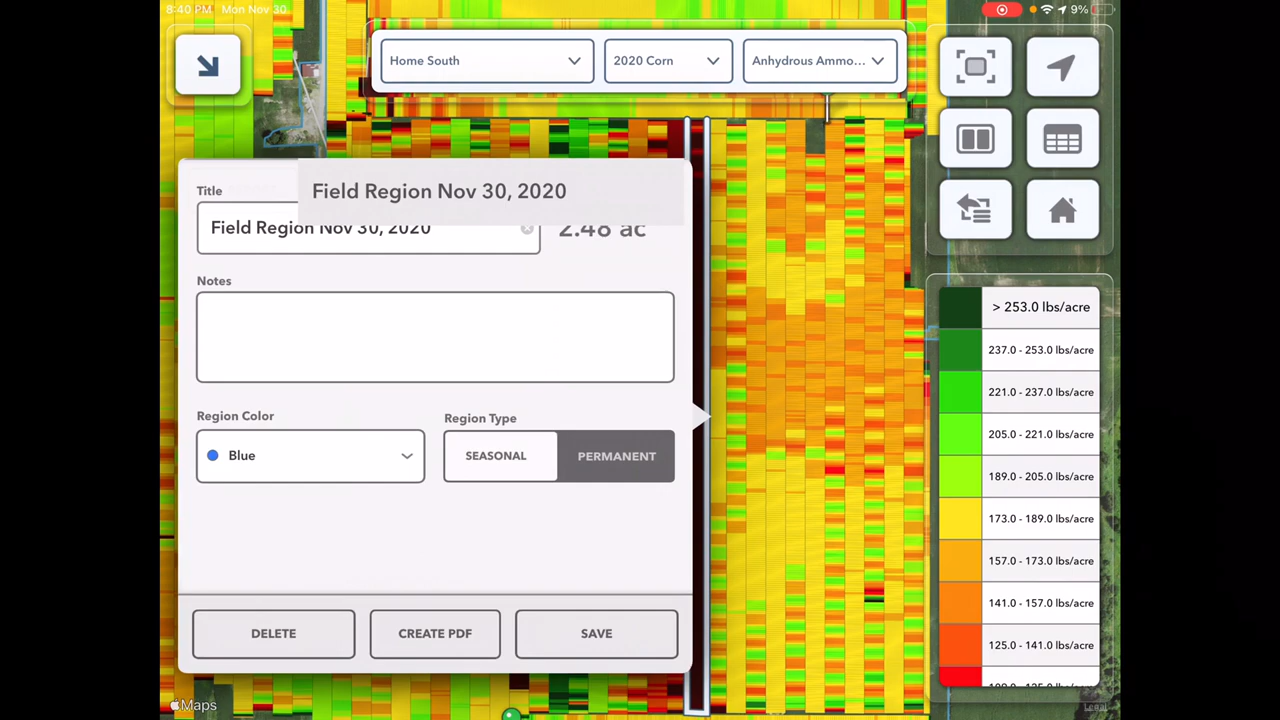 8:40 PM Mon Nov 30
9%
Home South
2020 Corn
Anhydrous Ammo...
Title
Field Region Nov 30, 2020
Field Region Nov 30, 2020
2.48 ac
Notes
Region Color
Blue
Region Type
SEASONAL
PERMANENT
DELETE
CREATE PDF
SAVE
> 253.0 lbs/acre
237.0 - 253.0 lbs/acre
221.0 - 237.0 lbs/acre
205.0 - 221.0 lbs/acre
189.0 - 205.0 lbs/acre
173.0 - 189.0 lbs/acre
157.0 - 173.0 lbs/acre
141.0 - 157.0 lbs/acre
125.0 - 141.0 lbs/acre
Maps
Legal